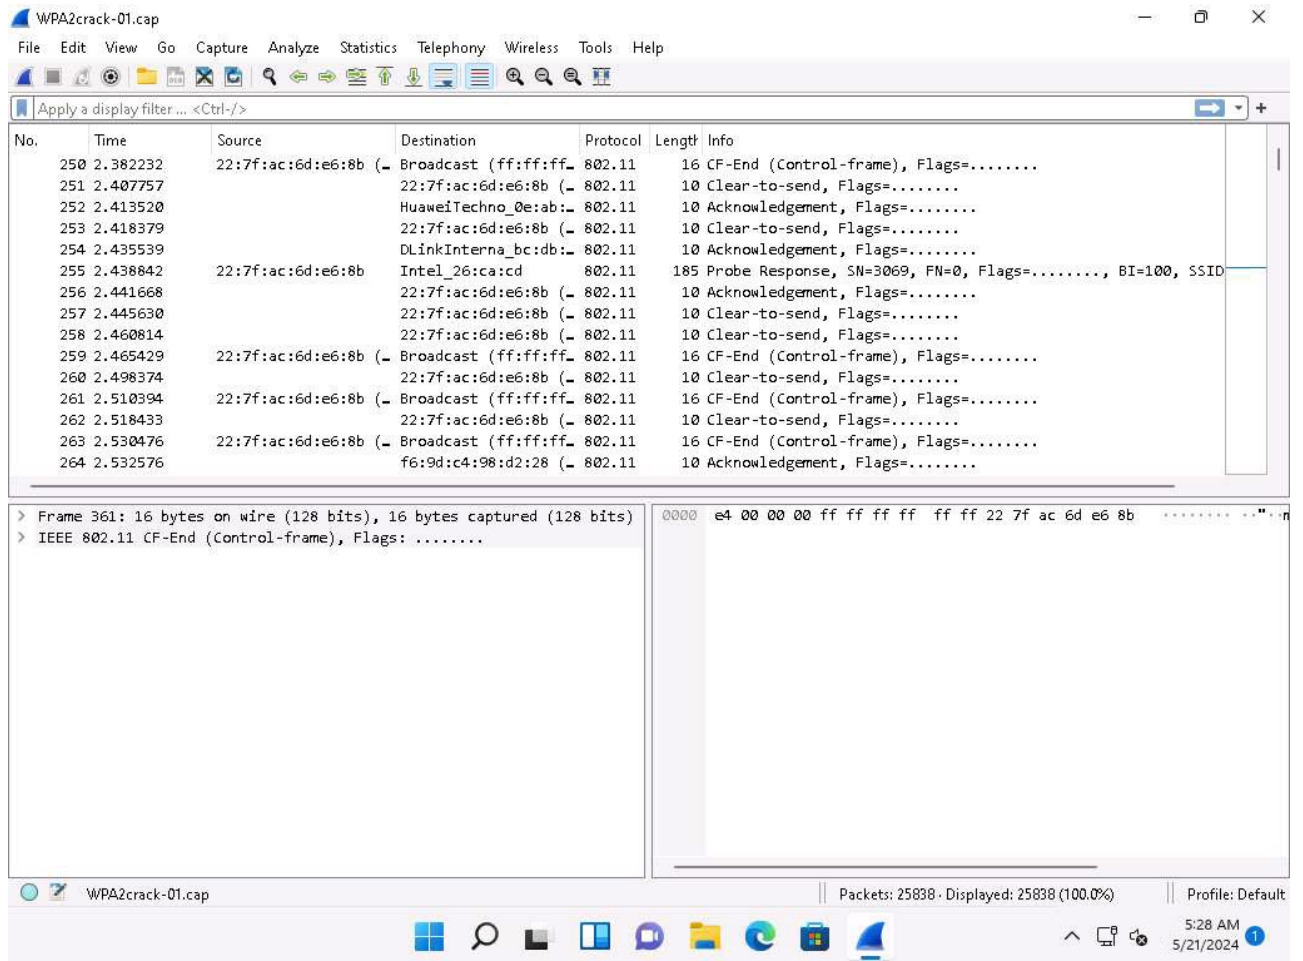 WPA2crack-01.cap
File Edit View Go Capture Analyze Statistics Telephony Wireless Tools Help
Apply a display filter ... <Ctrl-/>
No. Time Source Destination Protocol Length Info
250 2.382232 22:7f:ac:6d:e6:8b (… Broadcast (ff:ff:ff… 802.11 16 CF-End (Control-frame), Flags=........
251 2.407757 22:7f:ac:6d:e6:8b (… 802.11 10 Clear-to-send, Flags=........
252 2.413520 HuaweiTechno_0e:ab:… 802.11 10 Acknowledgement, Flags=........
253 2.418379 22:7f:ac:6d:e6:8b (… 802.11 10 Clear-to-send, Flags=........
254 2.435539 DLinkInterna_bc:db:… 802.11 10 Acknowledgement, Flags=........
255 2.438842 22:7f:ac:6d:e6:8b Intel_26:ca:cd 802.11 185 Probe Response, SN=3069, FN=0, Flags=........, BI=100, SSID
256 2.441668 22:7f:ac:6d:e6:8b (… 802.11 10 Acknowledgement, Flags=........
257 2.445630 22:7f:ac:6d:e6:8b (… 802.11 10 Clear-to-send, Flags=........
258 2.460814 22:7f:ac:6d:e6:8b (… 802.11 10 Clear-to-send, Flags=........
259 2.465429 22:7f:ac:6d:e6:8b (… Broadcast (ff:ff:ff… 802.11 16 CF-End (Control-frame), Flags=........
260 2.498374 22:7f:ac:6d:e6:8b (… 802.11 10 Clear-to-send, Flags=........
261 2.510394 22:7f:ac:6d:e6:8b (… Broadcast (ff:ff:ff… 802.11 16 CF-End (Control-frame), Flags=........
262 2.518433 22:7f:ac:6d:e6:8b (… 802.11 10 Clear-to-send, Flags=........
263 2.530476 22:7f:ac:6d:e6:8b (… Broadcast (ff:ff:ff… 802.11 16 CF-End (Control-frame), Flags=........
264 2.532576 f6:9d:c4:98:d2:28 (… 802.11 10 Acknowledgement, Flags=........
> Frame 361: 16 bytes on wire (128 bits), 16 bytes captured (128 bits)
> IEEE 802.11 CF-End (Control-frame), Flags: ........
0000 e4 00 00 00 ff ff ff ff ff ff 22 7f ac 6d e6 8b ········ ··"··m
WPA2crack-01.cap
Packets: 25838 · Displayed: 25838 (100.0%)
Profile: Default
5:28 AM
5/21/2024
1